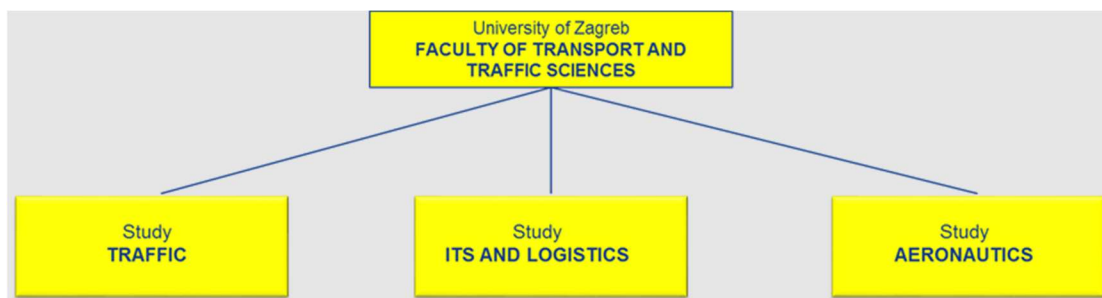 University of Zagreb
FACULTY OF TRANSPORT AND
TRAFFIC SCIENCES
Study
TRAFFIC
Study
ITS AND LOGISTICS
Study
AERONAUTICS